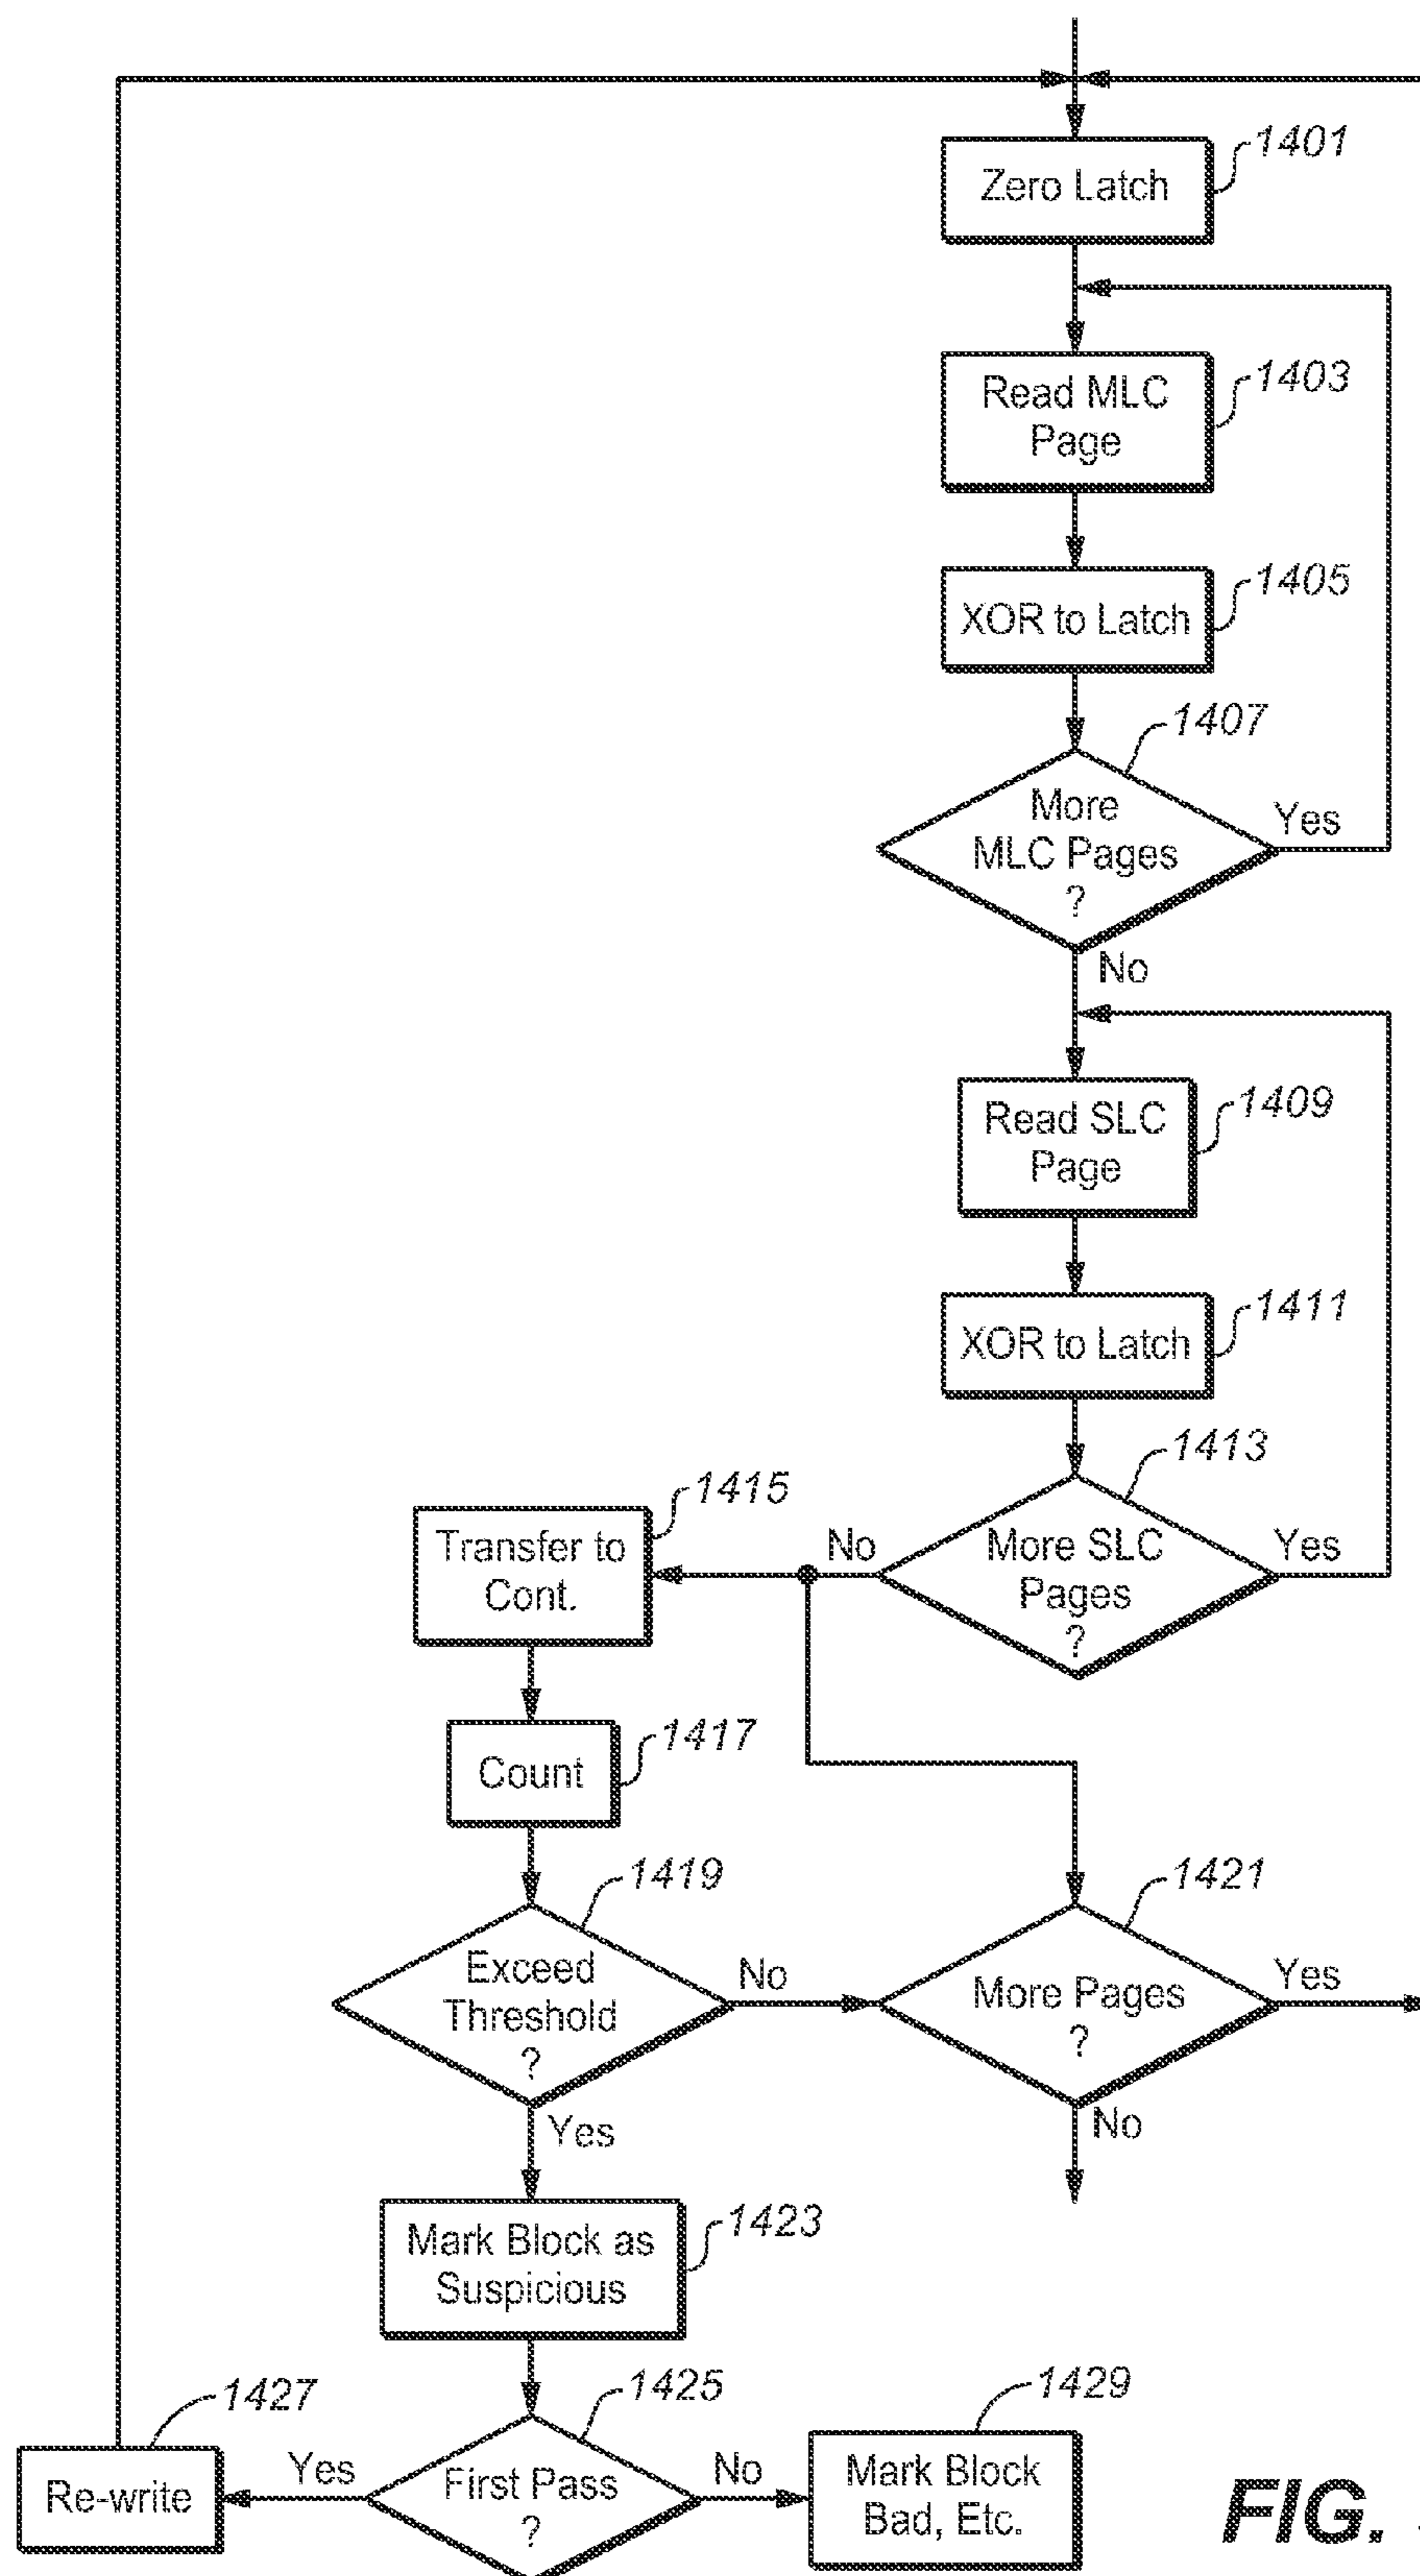 1401
Zero Latch
1403
Read MLC
Page
1405
XOR to Latch
1407
More
MLC Pages
?
Yes
No
1409
Read SLC
Page
1411
XOR to Latch
1413
More SLC
Pages
?
Yes
No
1415
Transfer to
Cont.
1417
Count
1419
Exceed
Threshold
?
No
Yes
1421
More Pages
?
Yes
No
1423
Mark Block as
Suspicious
1425
First Pass
?
Yes
No
1427
Re-write
1429
Mark Block
Bad, Etc.
FIG.